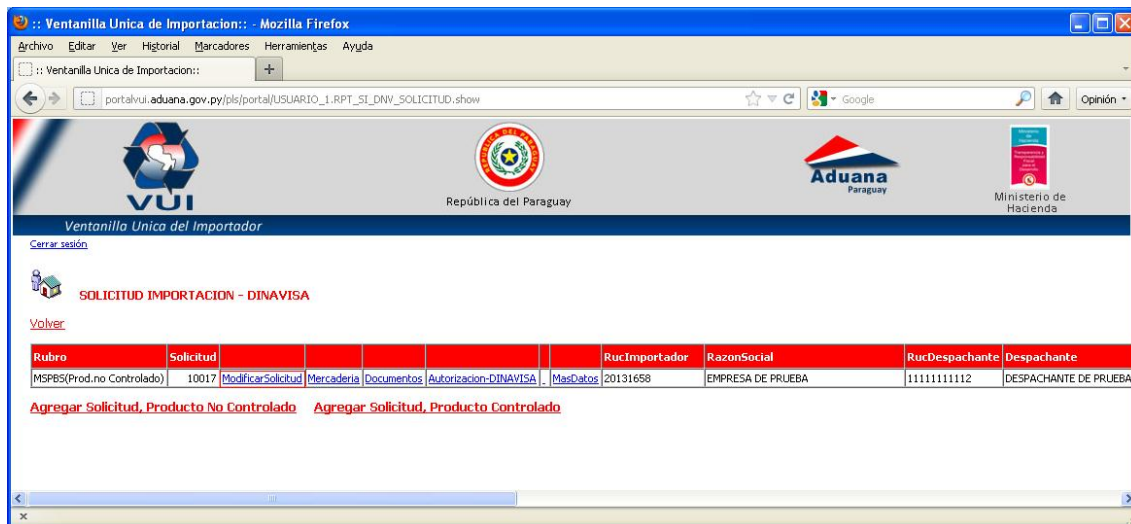 :: Ventanilla Unica de Importacion:: - Mozilla Firefox
Archivo Editar Ver Historial Marcadores Herramientas Ayuda
:: Ventanilla Unica de Importacion::
portalvui.aduana.gov.py/pls/portal/USUARIO_1.RPT_SI_DNV_SOLICITUD.show Google Opinión
VUI
REPUBLICA DEL PARAGUAY
República del Paraguay
Aduana
Paraguay
Ministerio de
Hacienda
Ventanilla Unica del Importador
Cerrar sesión
SOLICITUD IMPORTACION - DINAVISA
Volver
Rubro Solicitud RucImportador RazonSocial RucDespachante Despachante
MSPBS(Prod.no Controlado) 10017 ModificarSolicitud Mercaderia Documentos Autorizacion-DINAVISA _ MasDatos 20131658 EMPRESA DE PRUEBA 11111111112 DESPACHANTE DE PRUEBA
Agregar Solicitud, Producto No Controlado Agregar Solicitud, Producto Controlado